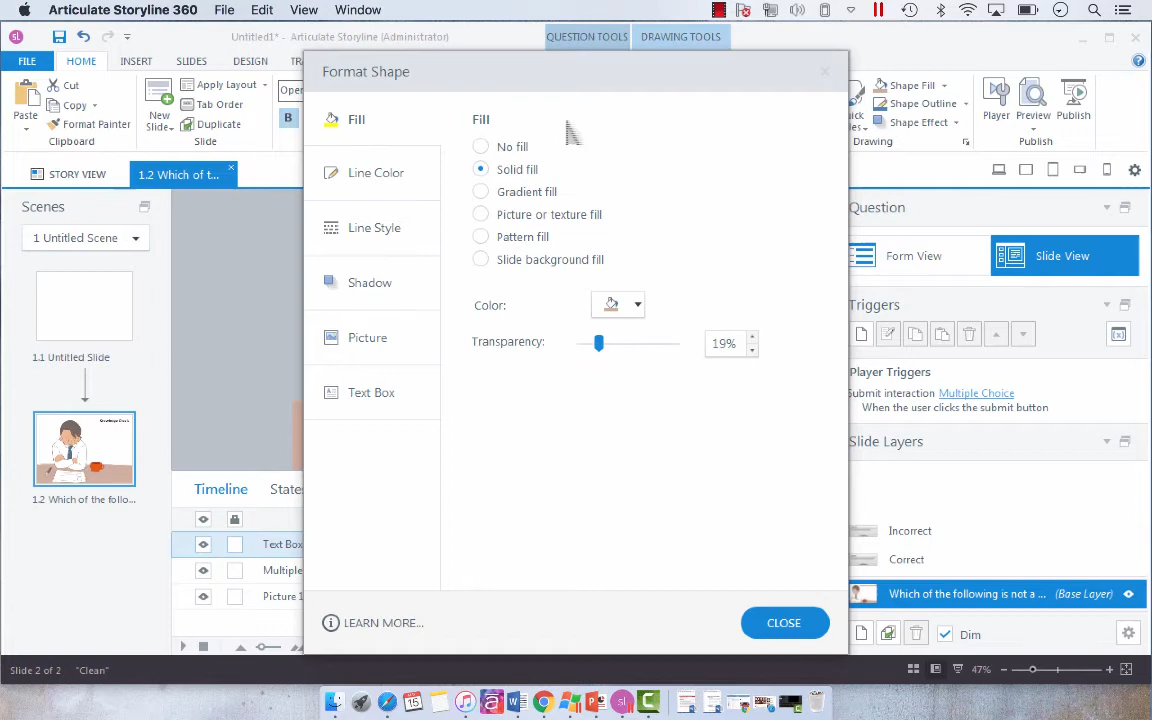 Articulate Storyline 360 File Edit View Window
Untitled1* - Articulate Storyline (Administrator)
QUESTION TOOLS
DRAWING TOOLS
FILE
HOME
INSERT
SLIDES
DESIGN
Paste
Cut
Copy
Format Painter
Clipboard
New
Slide
Apply Layout
Tab Order
Duplicate
Slide
B
Shape Fill
Shape Outline
Shape Effect
Drawing
Player
Preview
Publish
Publish
STORY VIEW
1.2 Which of t...
Scenes
1 Untitled Scene
1.1 Untitled Slide
1.2 Which of the follo...
Format Shape
Fill
Line Color
Line Style
Shadow
Picture
Text Box
Fill
No fill
Solid fill
Gradient fill
Picture or texture fill
Pattern fill
Slide background fill
Color:
Transparency:
19%
LEARN MORE...
CLOSE
Timeline
States
Text Box
Multiple
Picture 1
Question
Form View
Slide View
Triggers
Player Triggers
Submit interaction Multiple Choice
When the user clicks the submit button
Slide Layers
Incorrect
Correct
Which of the following is not a ... (Base Layer)
Dim
Slide 2 of 2
"Clean"
47%